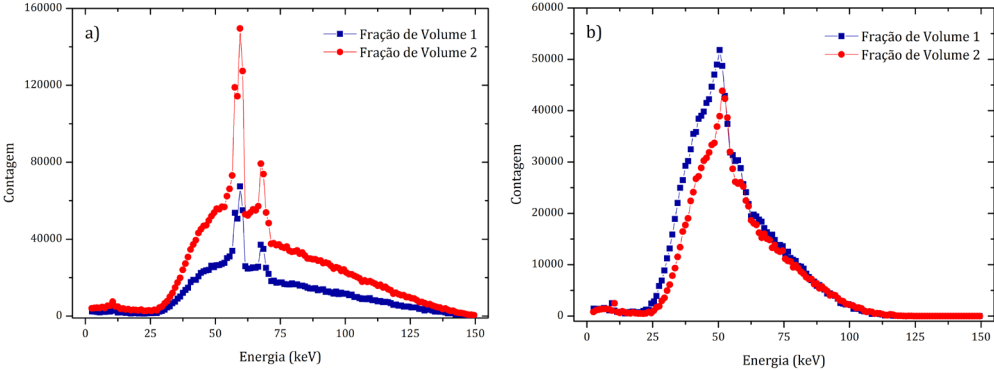 a)
Fração de Volume 1
Fração de Volume 2
Contagem
160000
120000
80000
40000
0
0 25 50 75 100 125 150
Energia (keV)
b)
Fração de Volume 1
Fração de Volume 2
Contagem
60000
50000
40000
30000
20000
10000
0
0 25 50 75 100 125 150
Energia (keV)